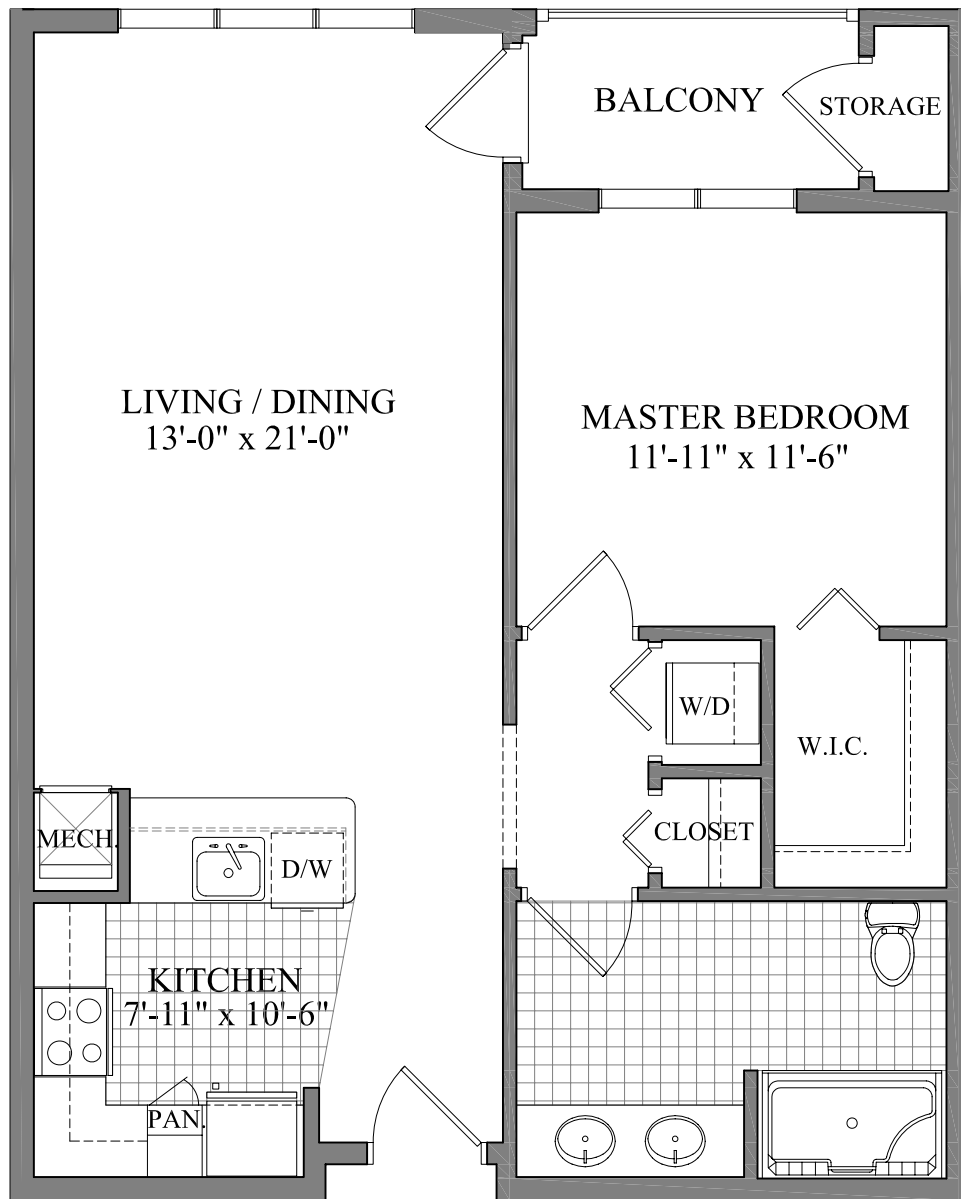 BALCONY
STORAGE
LIVING / DINING
13'-0" x 21'-0"
MASTER BEDROOM
11'-11" x 11'-6"
W/D
W.I.C.
MECH.
CLOSET
D/W
KITCHEN
7'-11" x 10'-6"
PAN.